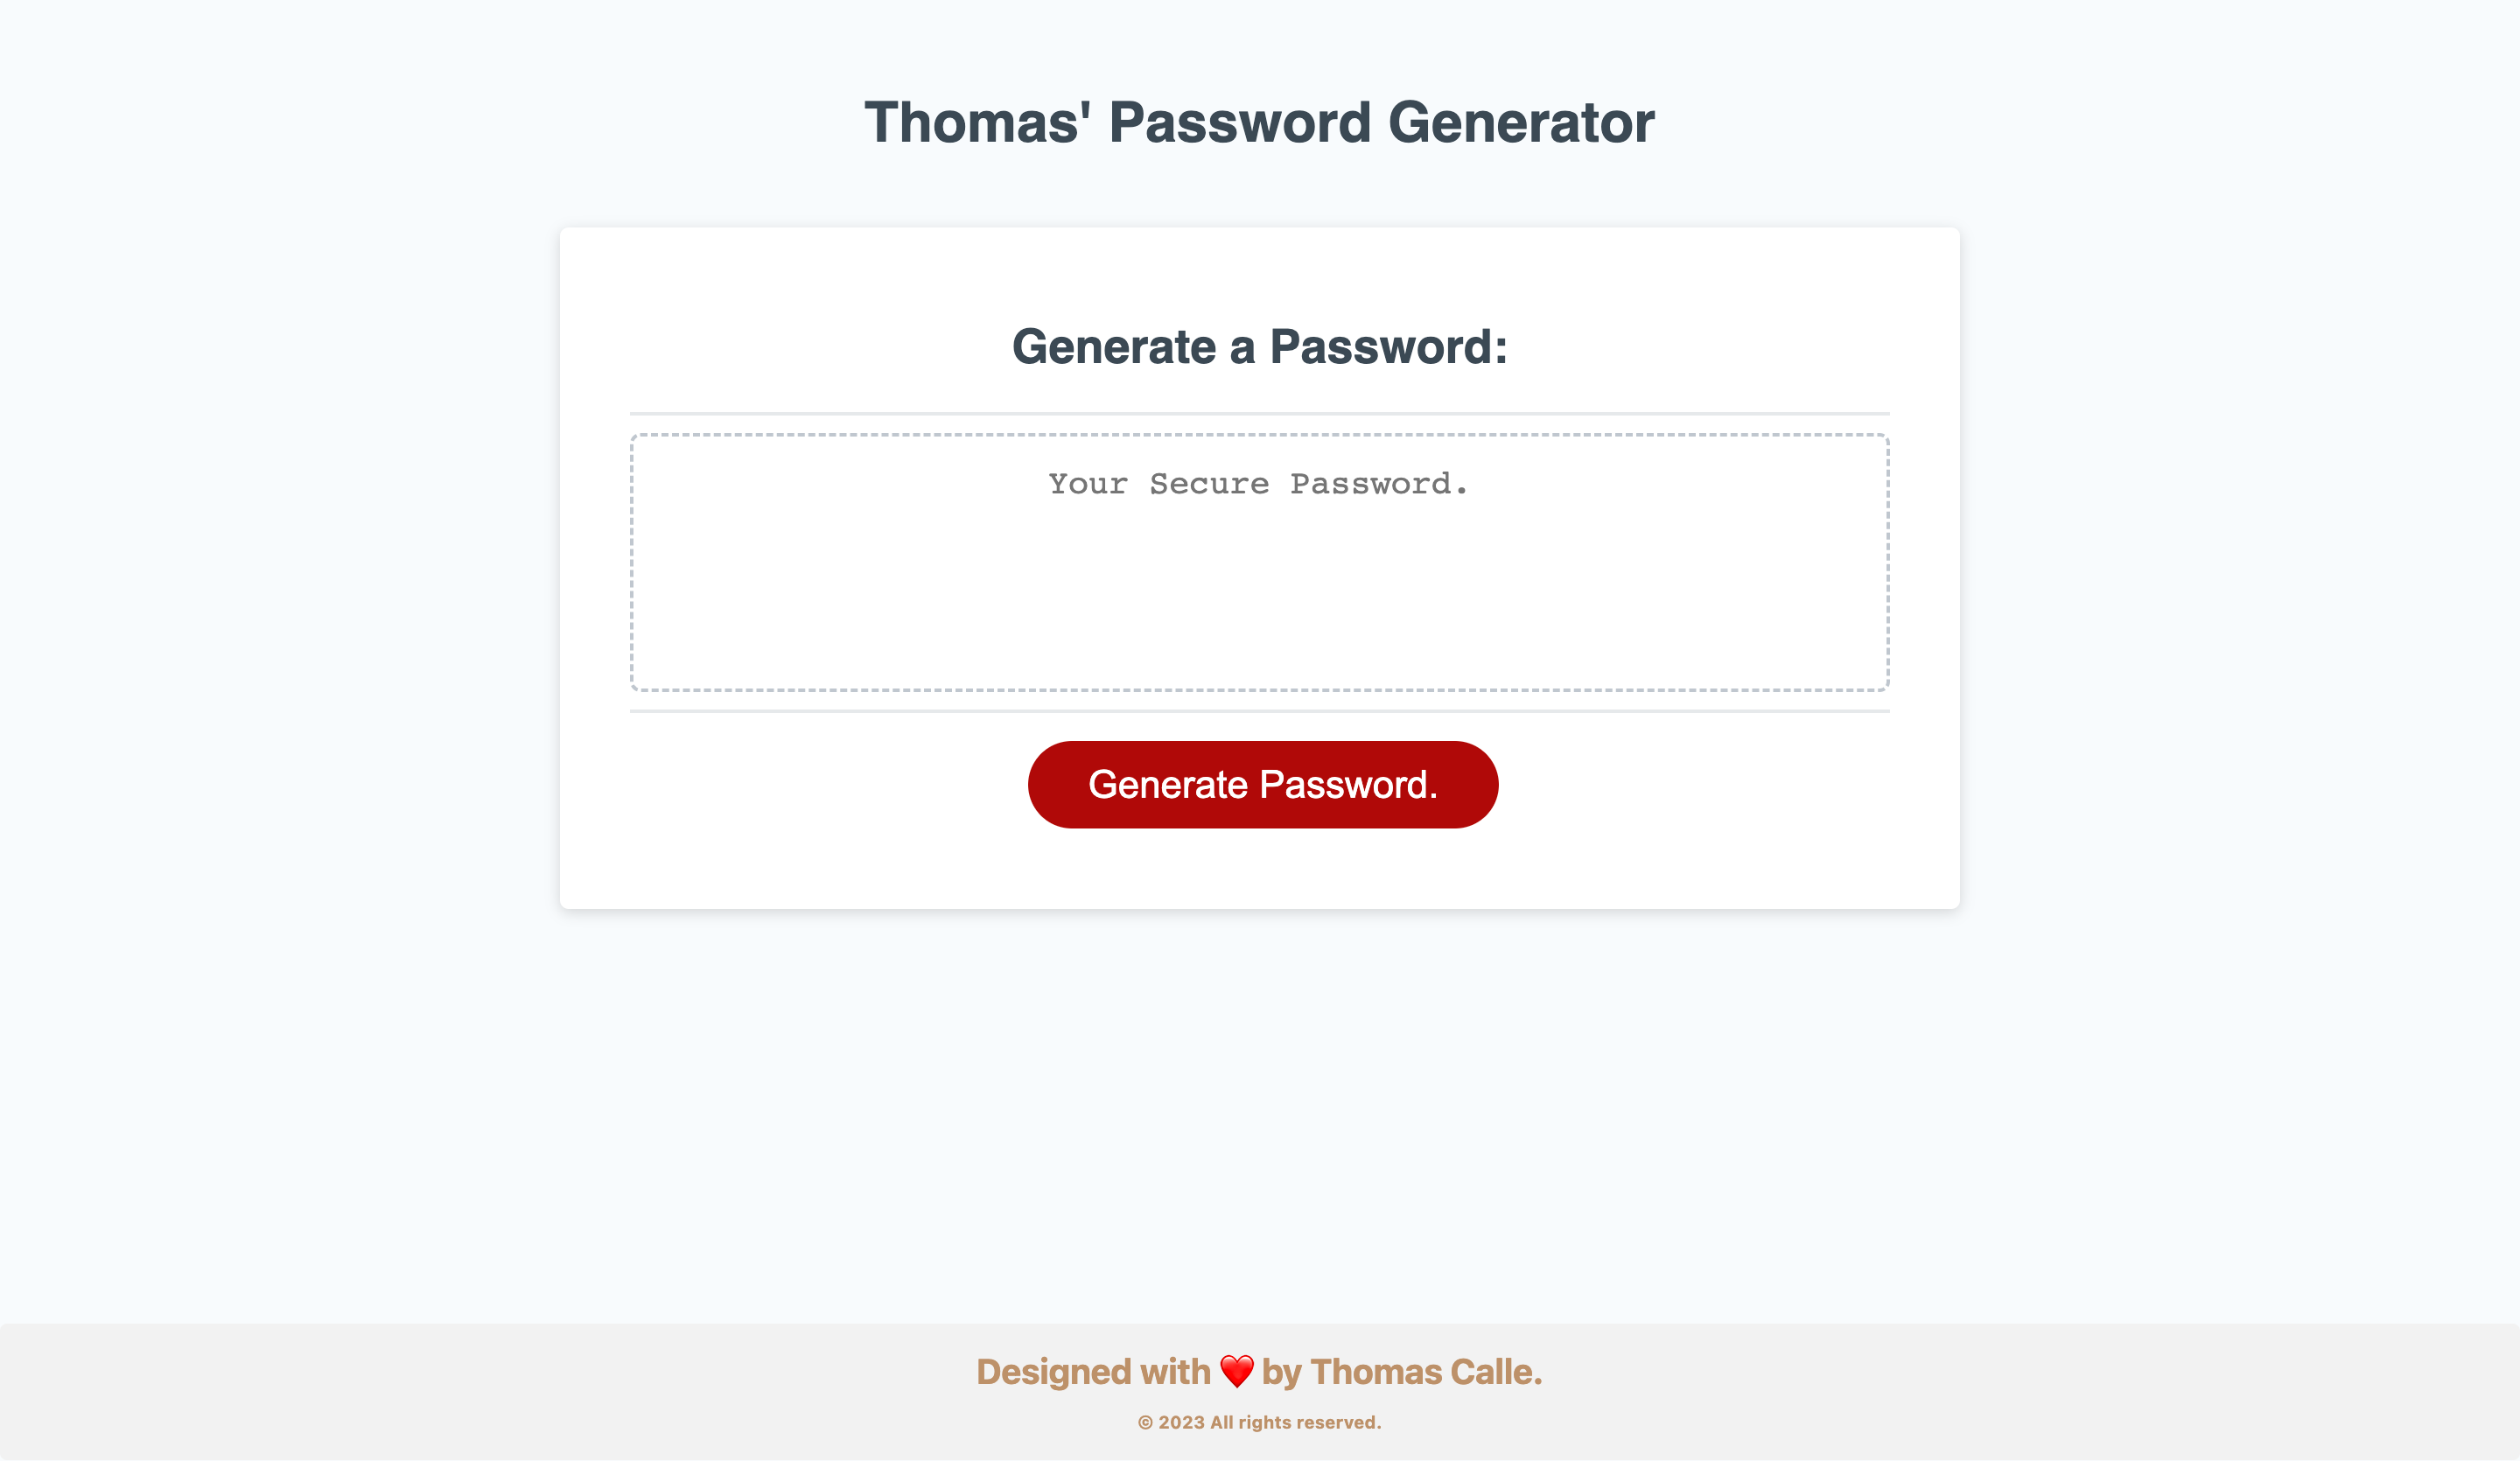 Thomas' Password Generator
Generate a Password:
Your Secure Password.
Generate Password.
Designed with ❤️ by Thomas Calle.
© 2023 All rights reserved.